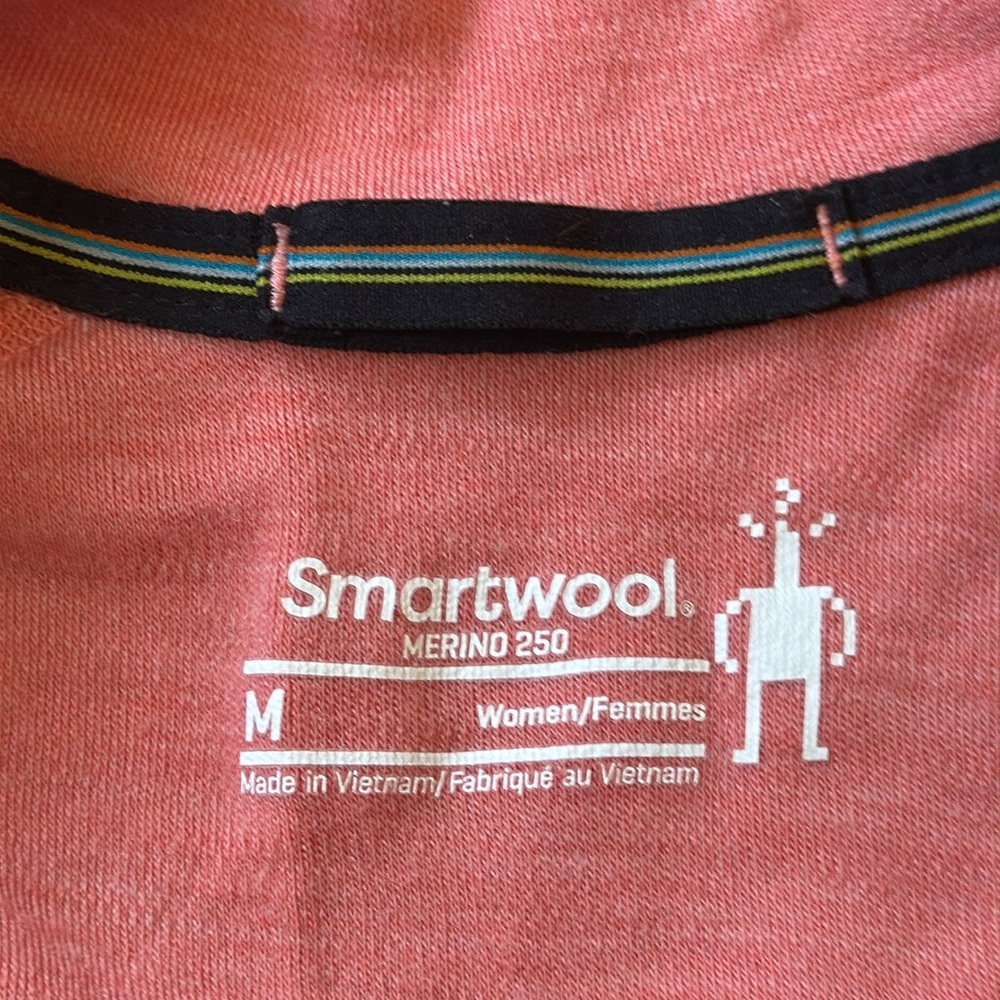 Smartwool®
MERINO 250
M
Women/Femmes
Made in Vietnam/Fabriqué au Vietnam